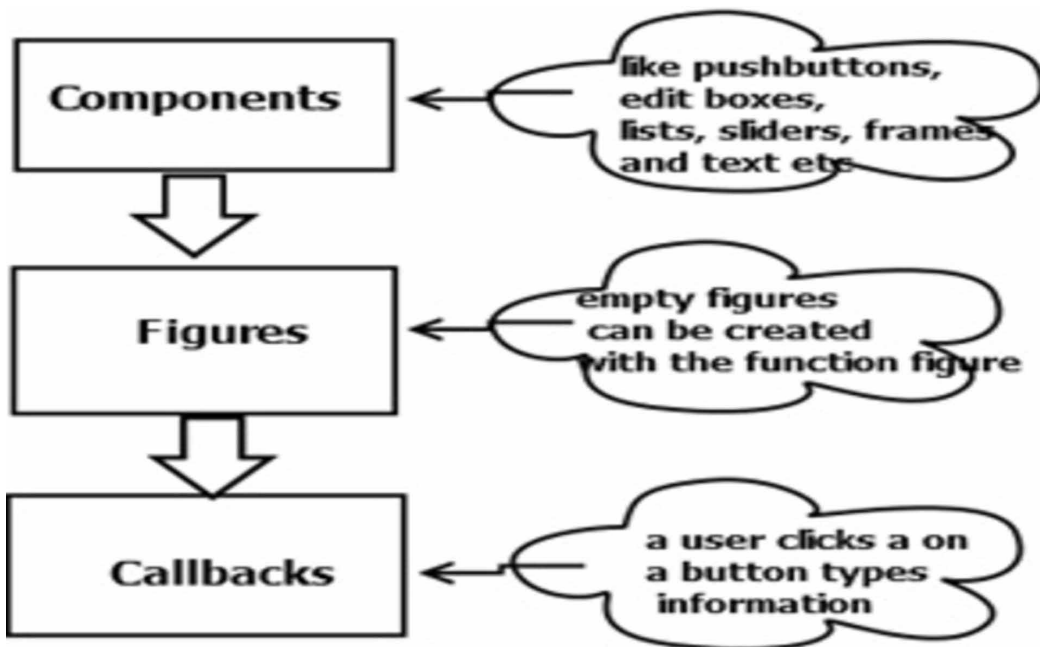 Components
like pushbuttons,
edit boxes,
lists, sliders, frames
and text etc
Figures
empty figures
can be created
with the function figure
Callbacks
a user clicks a on
a button types
information